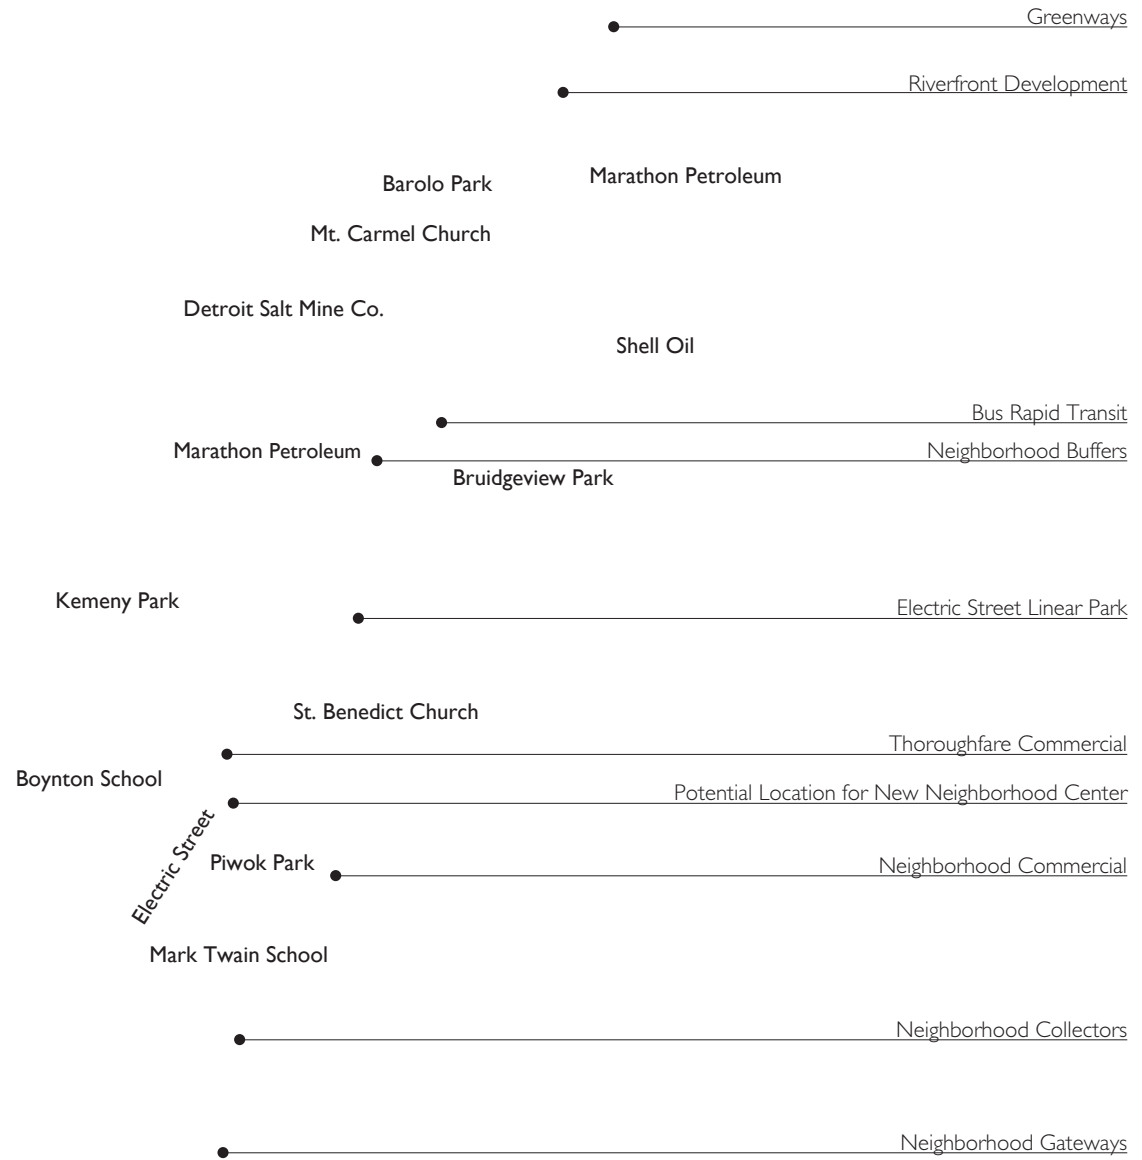 Greenways
Riverfront Development
Marathon Petroleum
Barolo Park
Mt. Carmel Church
Detroit Salt Mine Co.
Shell Oil
Bus Rapid Transit
Marathon Petroleum
Neighborhood Buffers
Bruidgeview Park
Kemeny Park
Electric Street Linear Park
St. Benedict Church
Thoroughfare Commercial
Boynton School
Potential Location for New Neighborhood Center
Electric Street
Piwok Park
Neighborhood Commercial
Mark Twain School
Neighborhood Collectors
Neighborhood Gateways